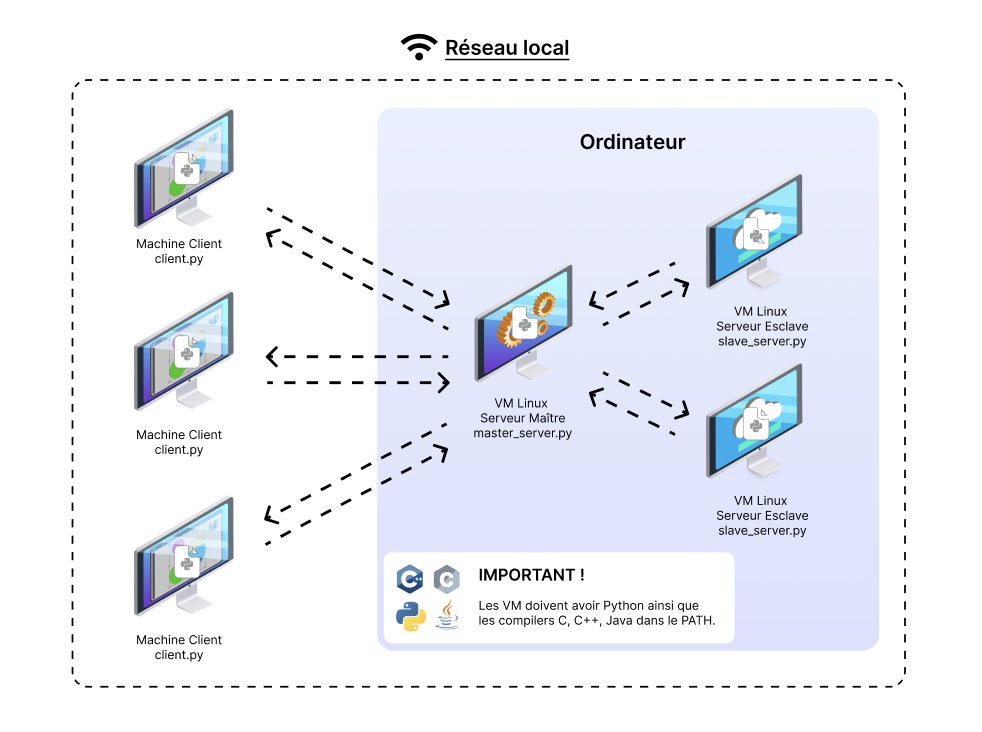 Réseau local
Ordinateur
Machine Client
client.py
Machine Client
client.py
Machine Client
client.py
VM Linux
Serveur Maître
master_server.py
VM Linux
Serveur Esclave
slave_server.py
VM Linux
Serveur Esclave
slave_server.py
C++
C
IMPORTANT !
Les VM doivent avoir Python ainsi que
les compilers C, C++, Java dans le PATH.